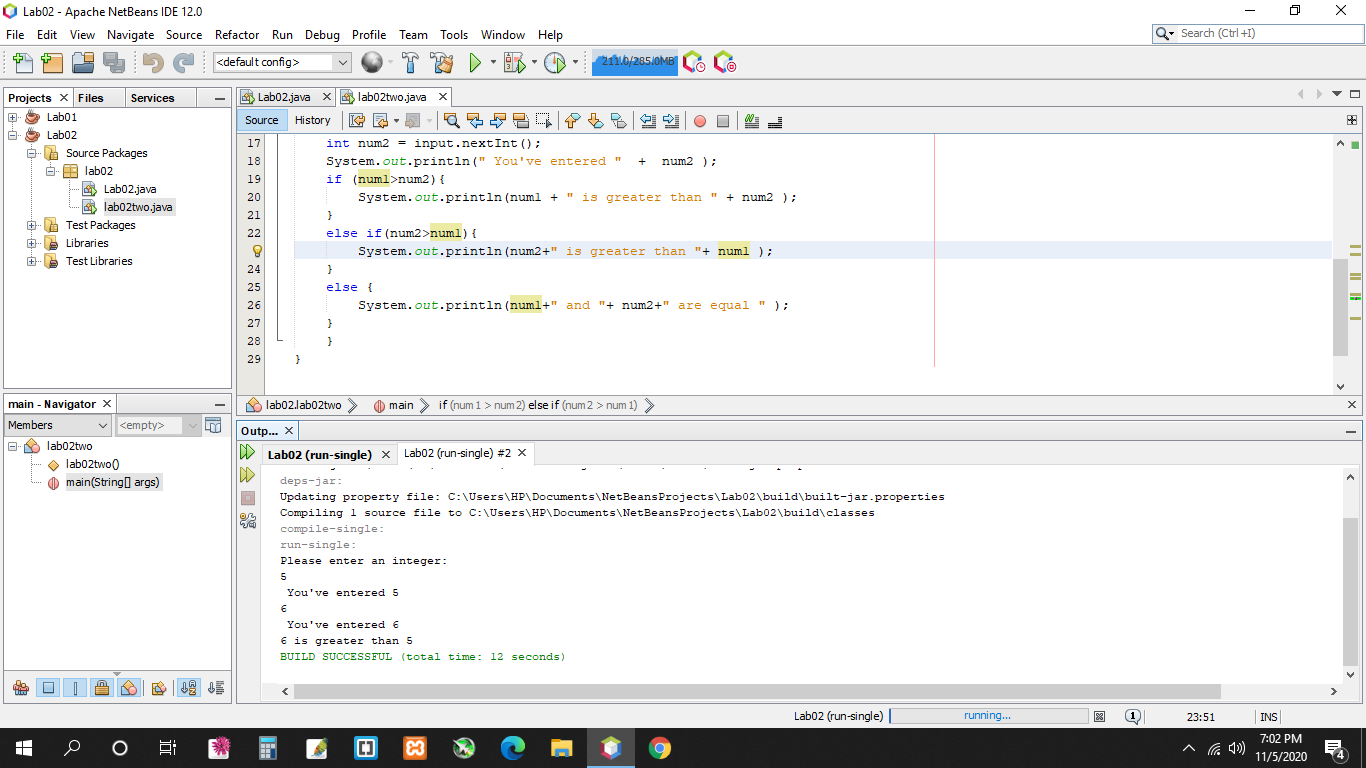 Lab02 - Apache NetBeans IDE 12.0
File Edit View Navigate Source Refactor Run Debug Profile Team Tools Window Help
Search (Ctrl+I)
<default config>
211.0/285.0MB
Projects Files Services
Lab01
Lab02
Source Packages
lab02
Lab02.java
lab02two.java
Test Packages
Libraries
Test Libraries
Lab02.java lab02two.java
Source History
17 int num2 = input.nextInt();
18 System.out.println(" You've entered "  +  num2 );
19 if (num1>num2){
20 System.out.println(num1 + " is greater than " + num2 );
21 }
22 else if(num2>num1){
System.out.println(num2+" is greater than "+ num1 );
24 }
25 else {
26 System.out.println(num1+" and "+ num2+" are equal " );
27 }
28 }
29 }
lab02.lab02two main if (num1 > num2) else if (num2 > num1)
main - Navigator
Members <empty>
lab02two
lab02two()
main(String[] args)
Outp...
Lab02 (run-single) Lab02 (run-single) #2
deps-jar:
Updating property file: C:\Users\HP\Documents\NetBeansProjects\Lab02\build\built-jar.properties
Compiling 1 source file to C:\Users\HP\Documents\NetBeansProjects\Lab02\build\classes
compile-single:
run-single:
Please enter an integer:
5
You've entered 5
6
You've entered 6
6 is greater than 5
BUILD SUCCESSFUL (total time: 12 seconds)
Lab02 (run-single) running... 1 23:51 INS
7:02 PM
11/5/2020
4